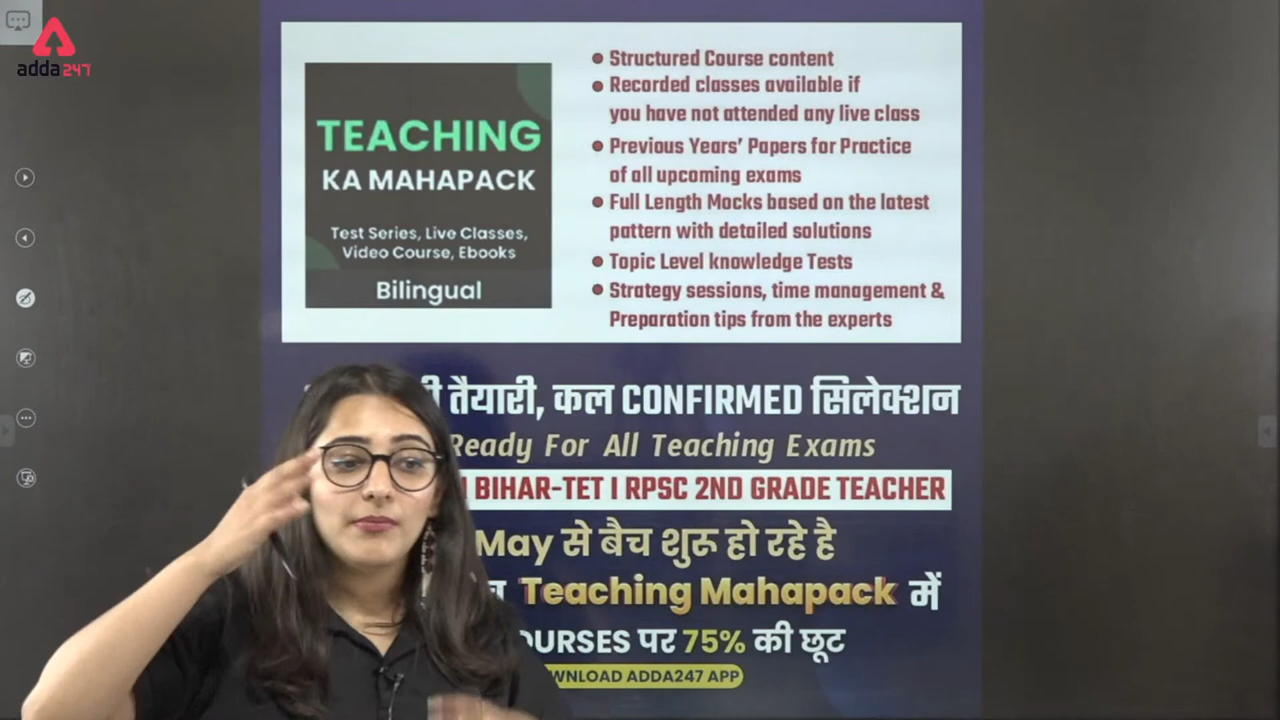 adda247
TEACHING
KA MAHAPACK
Test Series, Live Classes,
Video Course, Ebooks
Bilingual
• Structured Course content
• Recorded classes available if
you have not attended any live class
• Previous Years' Papers for Practice
of all upcoming exams
• Full Length Mocks based on the latest
pattern with detailed solutions
• Topic Level knowledge Tests
• Strategy sessions, time management &
Preparation tips from the experts
तैयारी, कल CONFIRMED सिलेक्शन
Ready For All Teaching Exams
BIHAR-TET I RPSC 2ND GRADE TEACHER
May से बैच शुरू हो रहे है
Teaching Mahapack में
पर 75% की छूट
ADDA247 APP